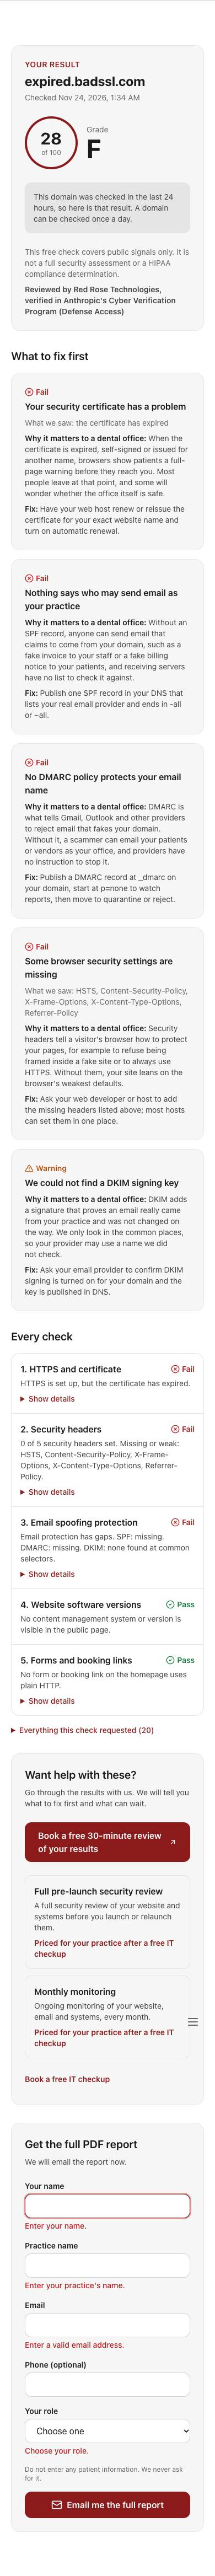 YOUR RESULT
expired.badssl.com
Checked Nov 24, 2026, 1:34 AM
28
of 100
Grade
F
This domain was checked in the last 24
hours, so here is that result. A domain
can be checked once a day.
This free check covers public signals only. It is
not a full security assessment or a HIPAA
compliance determination.
Reviewed by Red Rose Technologies,
verified in Anthropic's Cyber Verification
Program (Defense Access)
What to fix first
Fail
Your security certificate has a problem
What we saw: the certificate has expired
Why it matters to a dental office: When the
certificate is expired, self-signed or issued for
another name, browsers show patients a full-
page warning before they reach you. Most
people leave at that point, and some will
wonder whether the office itself is safe.
Fix: Have your web host renew or reissue the
certificate for your exact website name and
turn on automatic renewal.
Fail
Nothing says who may send email as
your practice
Why it matters to a dental office: Without an
SPF record, anyone can send email that
claims to come from your domain, such as a
fake invoice to your staff or a fake billing
notice to your patients, and receiving servers
have no list to check it against.
Fix: Publish one SPF record in your DNS that
lists your real email provider and ends in -all
or ~all.
Fail
No DMARC policy protects your email
name
Why it matters to a dental office: DMARC is
what tells Gmail, Outlook and other providers
to reject email that fakes your domain.
Without it, a scammer can email your patients
or vendors as your office, and providers have
no instruction to stop it.
Fix: Publish a DMARC record at _dmarc on
your domain, start at p=none to watch
reports, then move to quarantine or reject.
Fail
Some browser security settings are
missing
What we saw: HSTS, Content-Security-Policy,
X-Frame-Options, X-Content-Type-Options,
Referrer-Policy
Why it matters to a dental office: Security
headers tell a visitor's browser how to protect
your pages, for example to refuse being
framed inside a fake site or to always use
HTTPS. Without them, your site leans on the
browser's weakest defaults.
Fix: Ask your web developer or host to add
the missing headers listed above; most hosts
can set them in one place.
Warning
We could not find a DKIM signing key
Why it matters to a dental office: DKIM adds
a signature that proves an email really came
from your practice and was not changed on
the way. We only look in the common places,
so your provider may use a name we did
not check.
Fix: Ask your email provider to confirm DKIM
signing is turned on for your domain and the
key is published in DNS.
Every check
1. HTTPS and certificate Fail
HTTPS is set up, but the certificate has expired.
Show details
2. Security headers Fail
0 of 5 security headers set. Missing or weak:
HSTS, Content-Security-Policy, X-Frame-
Options, X-Content-Type-Options, Referrer-
Policy.
Show details
3. Email spoofing protection Fail
Email protection has gaps. SPF: missing.
DMARC: missing. DKIM: none found at common
selectors.
Show details
4. Website software versions Pass
No content management system or version is
visible in the public page.
5. Forms and booking links Pass
No form or booking link on the homepage uses
plain HTTP.
Show details
Everything this check requested (20)
Want help with these?
Go through the results with us. We will tell you
what to fix first and what can wait.
Book a free 30-minute review
of your results
Full pre-launch security review
A full security review of your website and
systems before you launch or relaunch
them.
Priced for your practice after a free IT
checkup
Monthly monitoring
Ongoing monitoring of your website,
email and systems, every month.
Priced for your practice after a free IT
checkup
Book a free IT checkup
Get the full PDF report
We will email the report now.
Your name
Enter your name.
Practice name
Enter your practice's name.
Email
Enter a valid email address.
Phone (optional)
Your role
Choose one
Choose your role.
Do not enter any patient information. We never ask
for it.
Email me the full report